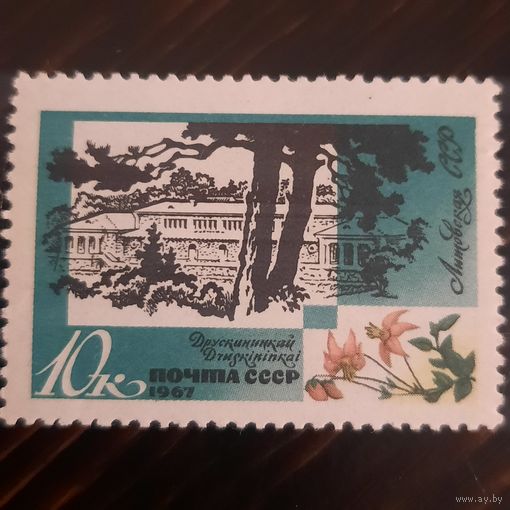 Литовская ССР
10к
Друскининкай
Druskininkai
ПОЧТА СССР
1967
www.ay.by